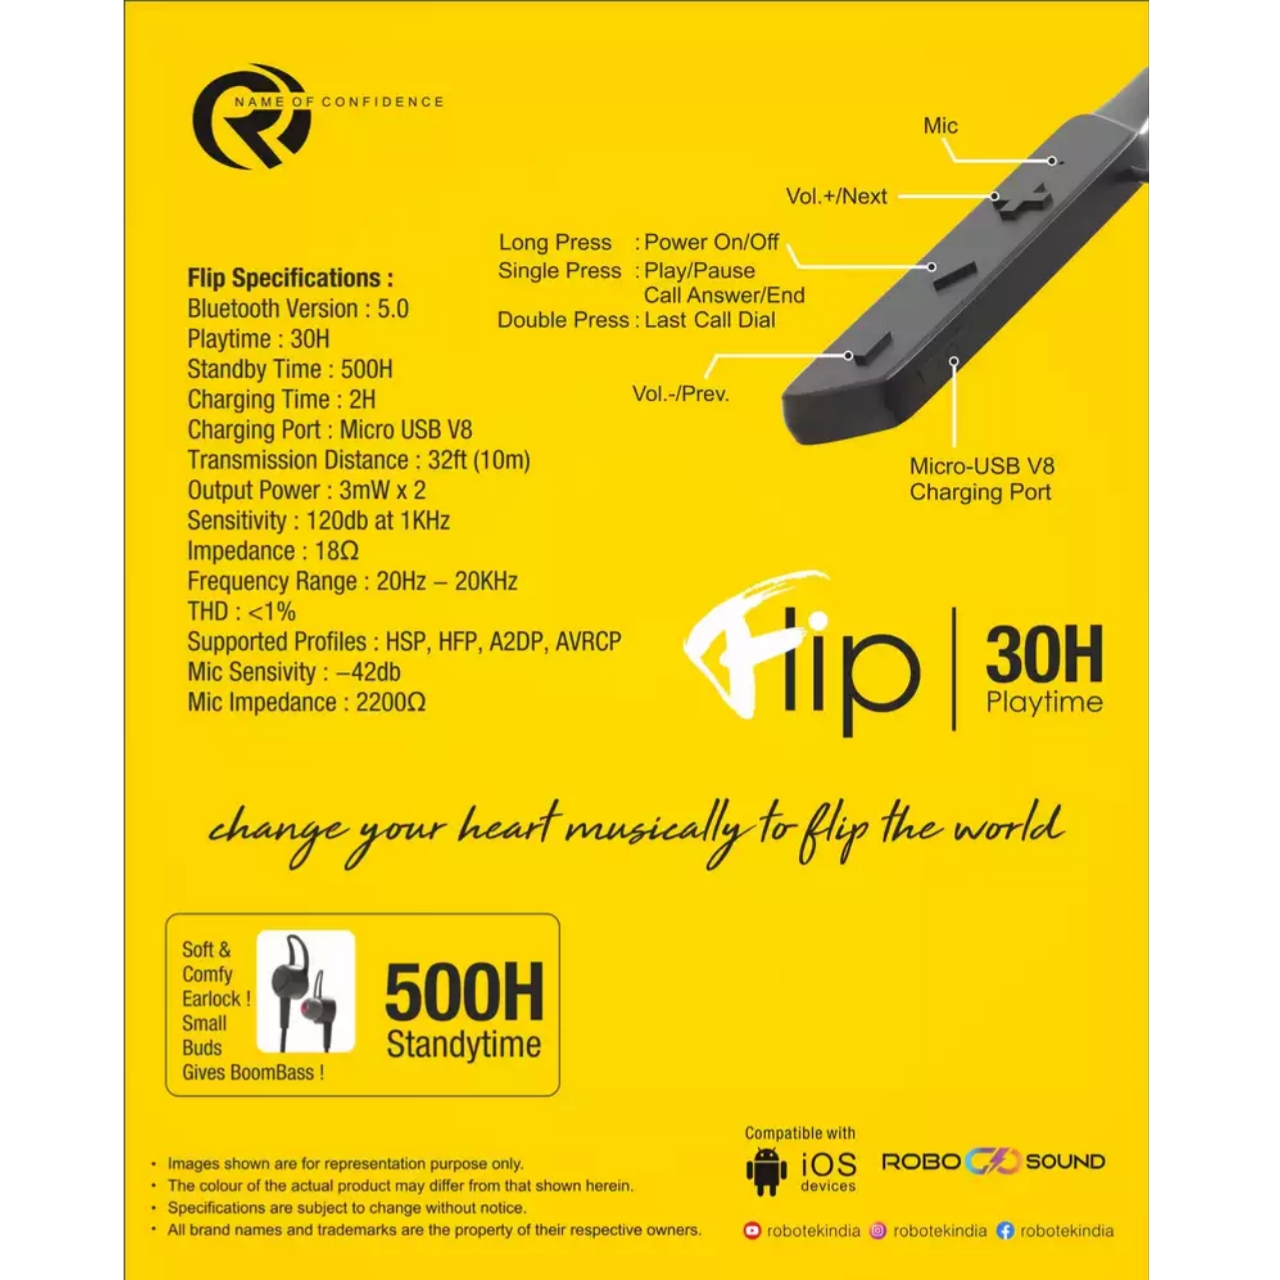 NAME OF CONFIDENCE
Mic
Vol.+/Next
Long Press : Power On/Off
Single Press : Play/Pause
Call Answer/End
Double Press : Last Call Dial
Vol.-/Prev.
Micro-USB V8
Charging Port
Flip Specifications :
Bluetooth Version : 5.0
Playtime : 30H
Standby Time : 500H
Charging Time : 2H
Charging Port : Micro USB V8
Transmission Distance : 32ft (10m)
Output Power : 3mW x 2
Sensitivity : 120db at 1KHz
Impedance : 18Ω
Frequency Range : 20Hz – 20KHz
THD : <1%
Supported Profiles : HSP, HFP, A2DP, AVRCP
Mic Sensivity : –42db
Mic Impedance : 2200Ω
Flip
30H
Playtime
change your heart musically to flip the world
Soft &
Comfy
Earlock !
Small
Buds
Gives BoomBass !
500H
Standytime
• Images shown are for representation purpose only.
• The colour of the actual product may differ from that shown herein.
• Specifications are subject to change without notice.
• All brand names and trademarks are the property of their respective owners.
Compatible with
iOS
devices
ROBO SOUND
robotekindia robotekindia robotekindia